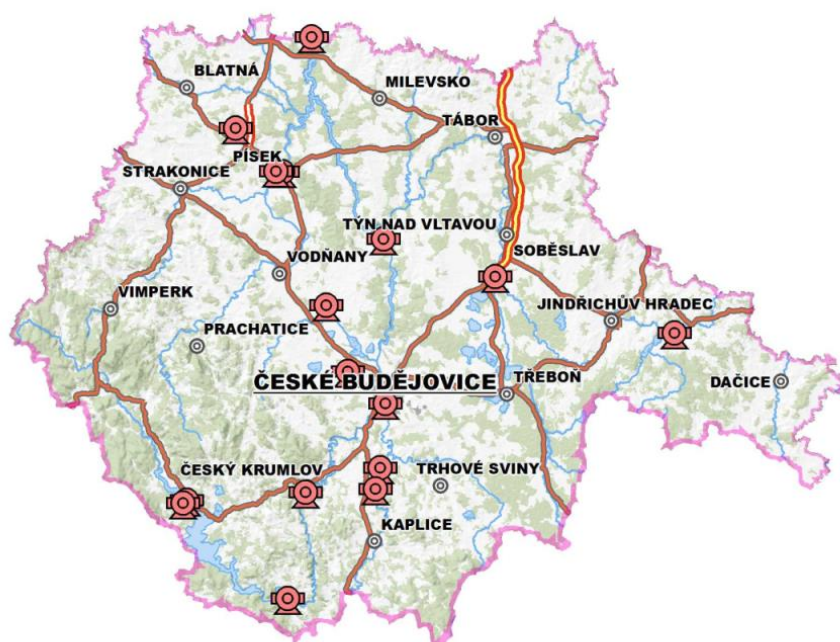 BLATNÁ
MILEVSKO
TÁBOR
PÍSEK
STRAKONICE
TÝN NAD VLTAVOU
SOBĚSLAV
VODŇANY
VIMPERK
JINDŘICHŮV HRADEC
PRACHATICE
ČESKÉ BUDĚJOVICE
TŘEBOŇ
DAČICE
ČESKÝ KRUMLOV
TRHOVÉ SVINY
KAPLICE